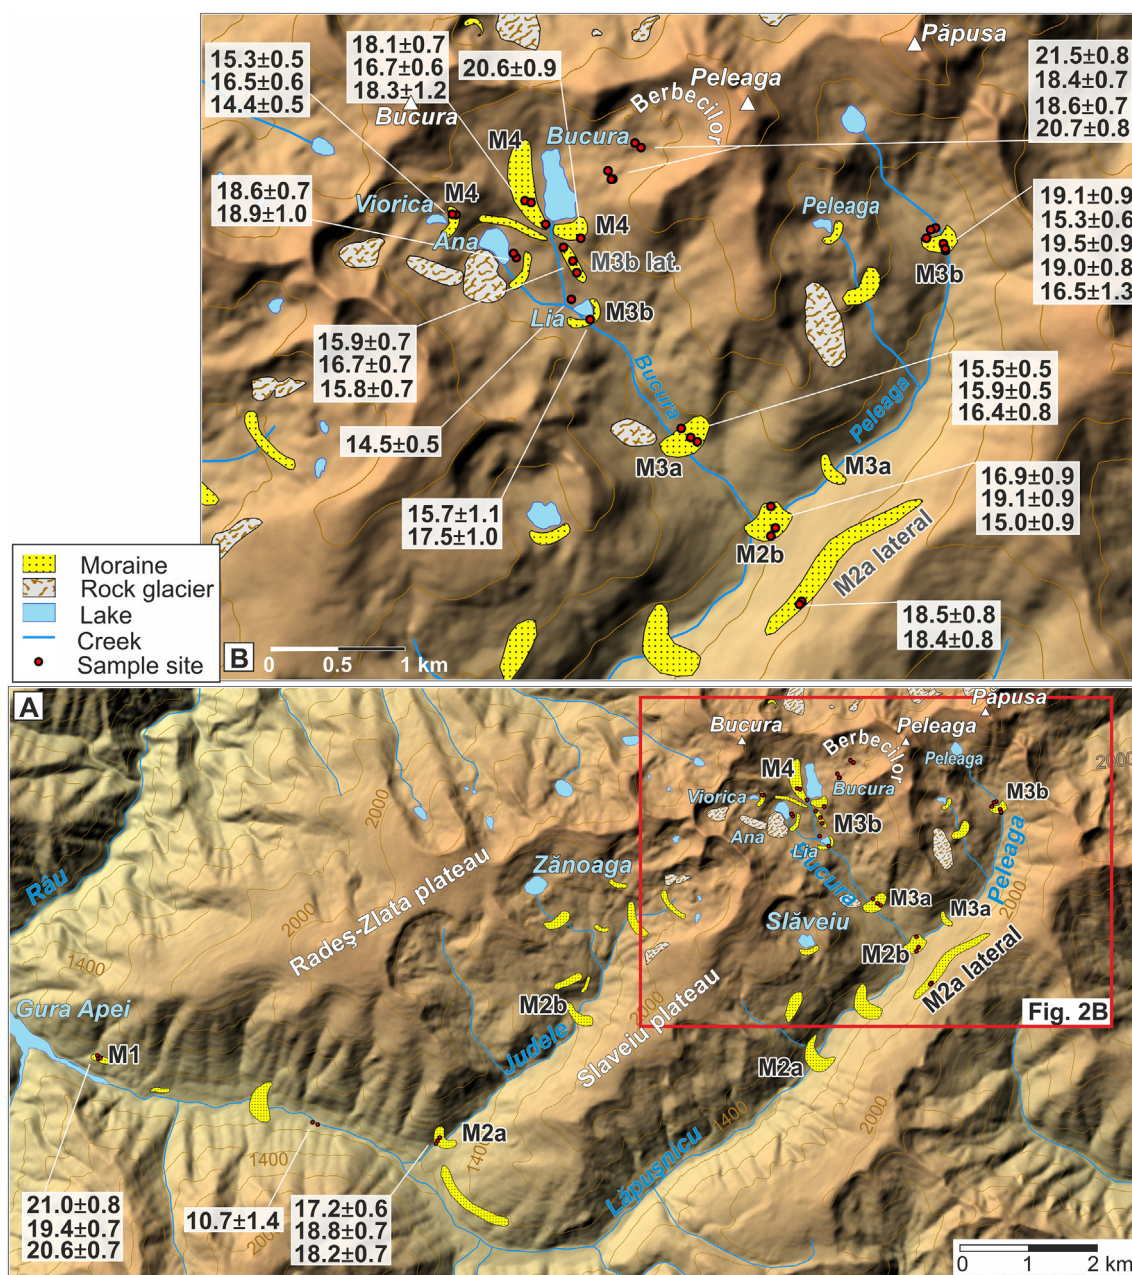 Păpusa
18.1±0.7
16.7±0.6
18.3±1.2
15.3±0.5
16.5±0.6
14.4±0.5
20.6±0.9
21.5±0.8
18.4±0.7
18.6±0.7
20.7±0.8
Peleaga
Berbecilor
Bucura
Bucura
M4
18.6±0.7
18.9±1.0
M4
Viorica
Ana
M4
M3b lat.
Peleaga
M3b
19.1±0.9
15.3±0.6
19.5±0.9
19.0±0.8
16.5±1.3
Liá
M3b
15.9±0.7
16.7±0.7
15.8±0.7
Bucura
15.5±0.5
15.9±0.5
16.4±0.8
Peleaga
14.5±0.5
M3a
M3a
16.9±0.9
19.1±0.9
15.0±0.9
15.7±1.1
17.5±1.0
M2b
M2a lateral
18.5±0.8
18.4±0.8
Moraine
Rock glacier
Lake
Creek
Sample site
B
0 0.5 1 km
A
Păpusa
Bucura
Peleaga
Berbecilor
2000
Peleaga
M4
Bucura
Viorica
M3b
M3b
Ana
Lia
Bucura
Peleaga
2000
Râu
Radeş-Zlata plateau
2000
2000
Zănoaga
M3a
M3a
2000
Slăveiu
M2b
M2a lateral
1400
Gura Apei
M2b
Judele
Slaveiu plateau
2000
Fig. 2B
M1
M2a
M2a
1400
1400
1400
2000
Lăpusnicu
2000
21.0±0.8
19.4±0.7
20.6±0.7
10.7±1.4
17.2±0.6
18.8±0.7
18.2±0.7
0 1 2 km